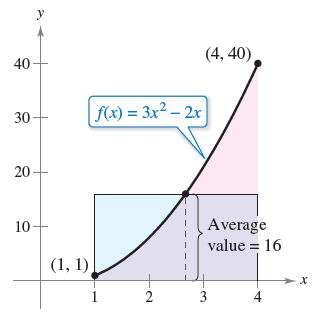 y
(4, 40)
40
f(x) = 3x² – 2x
30
20
10
Average
value = 16
(1, 1)
x
1 2 3 4